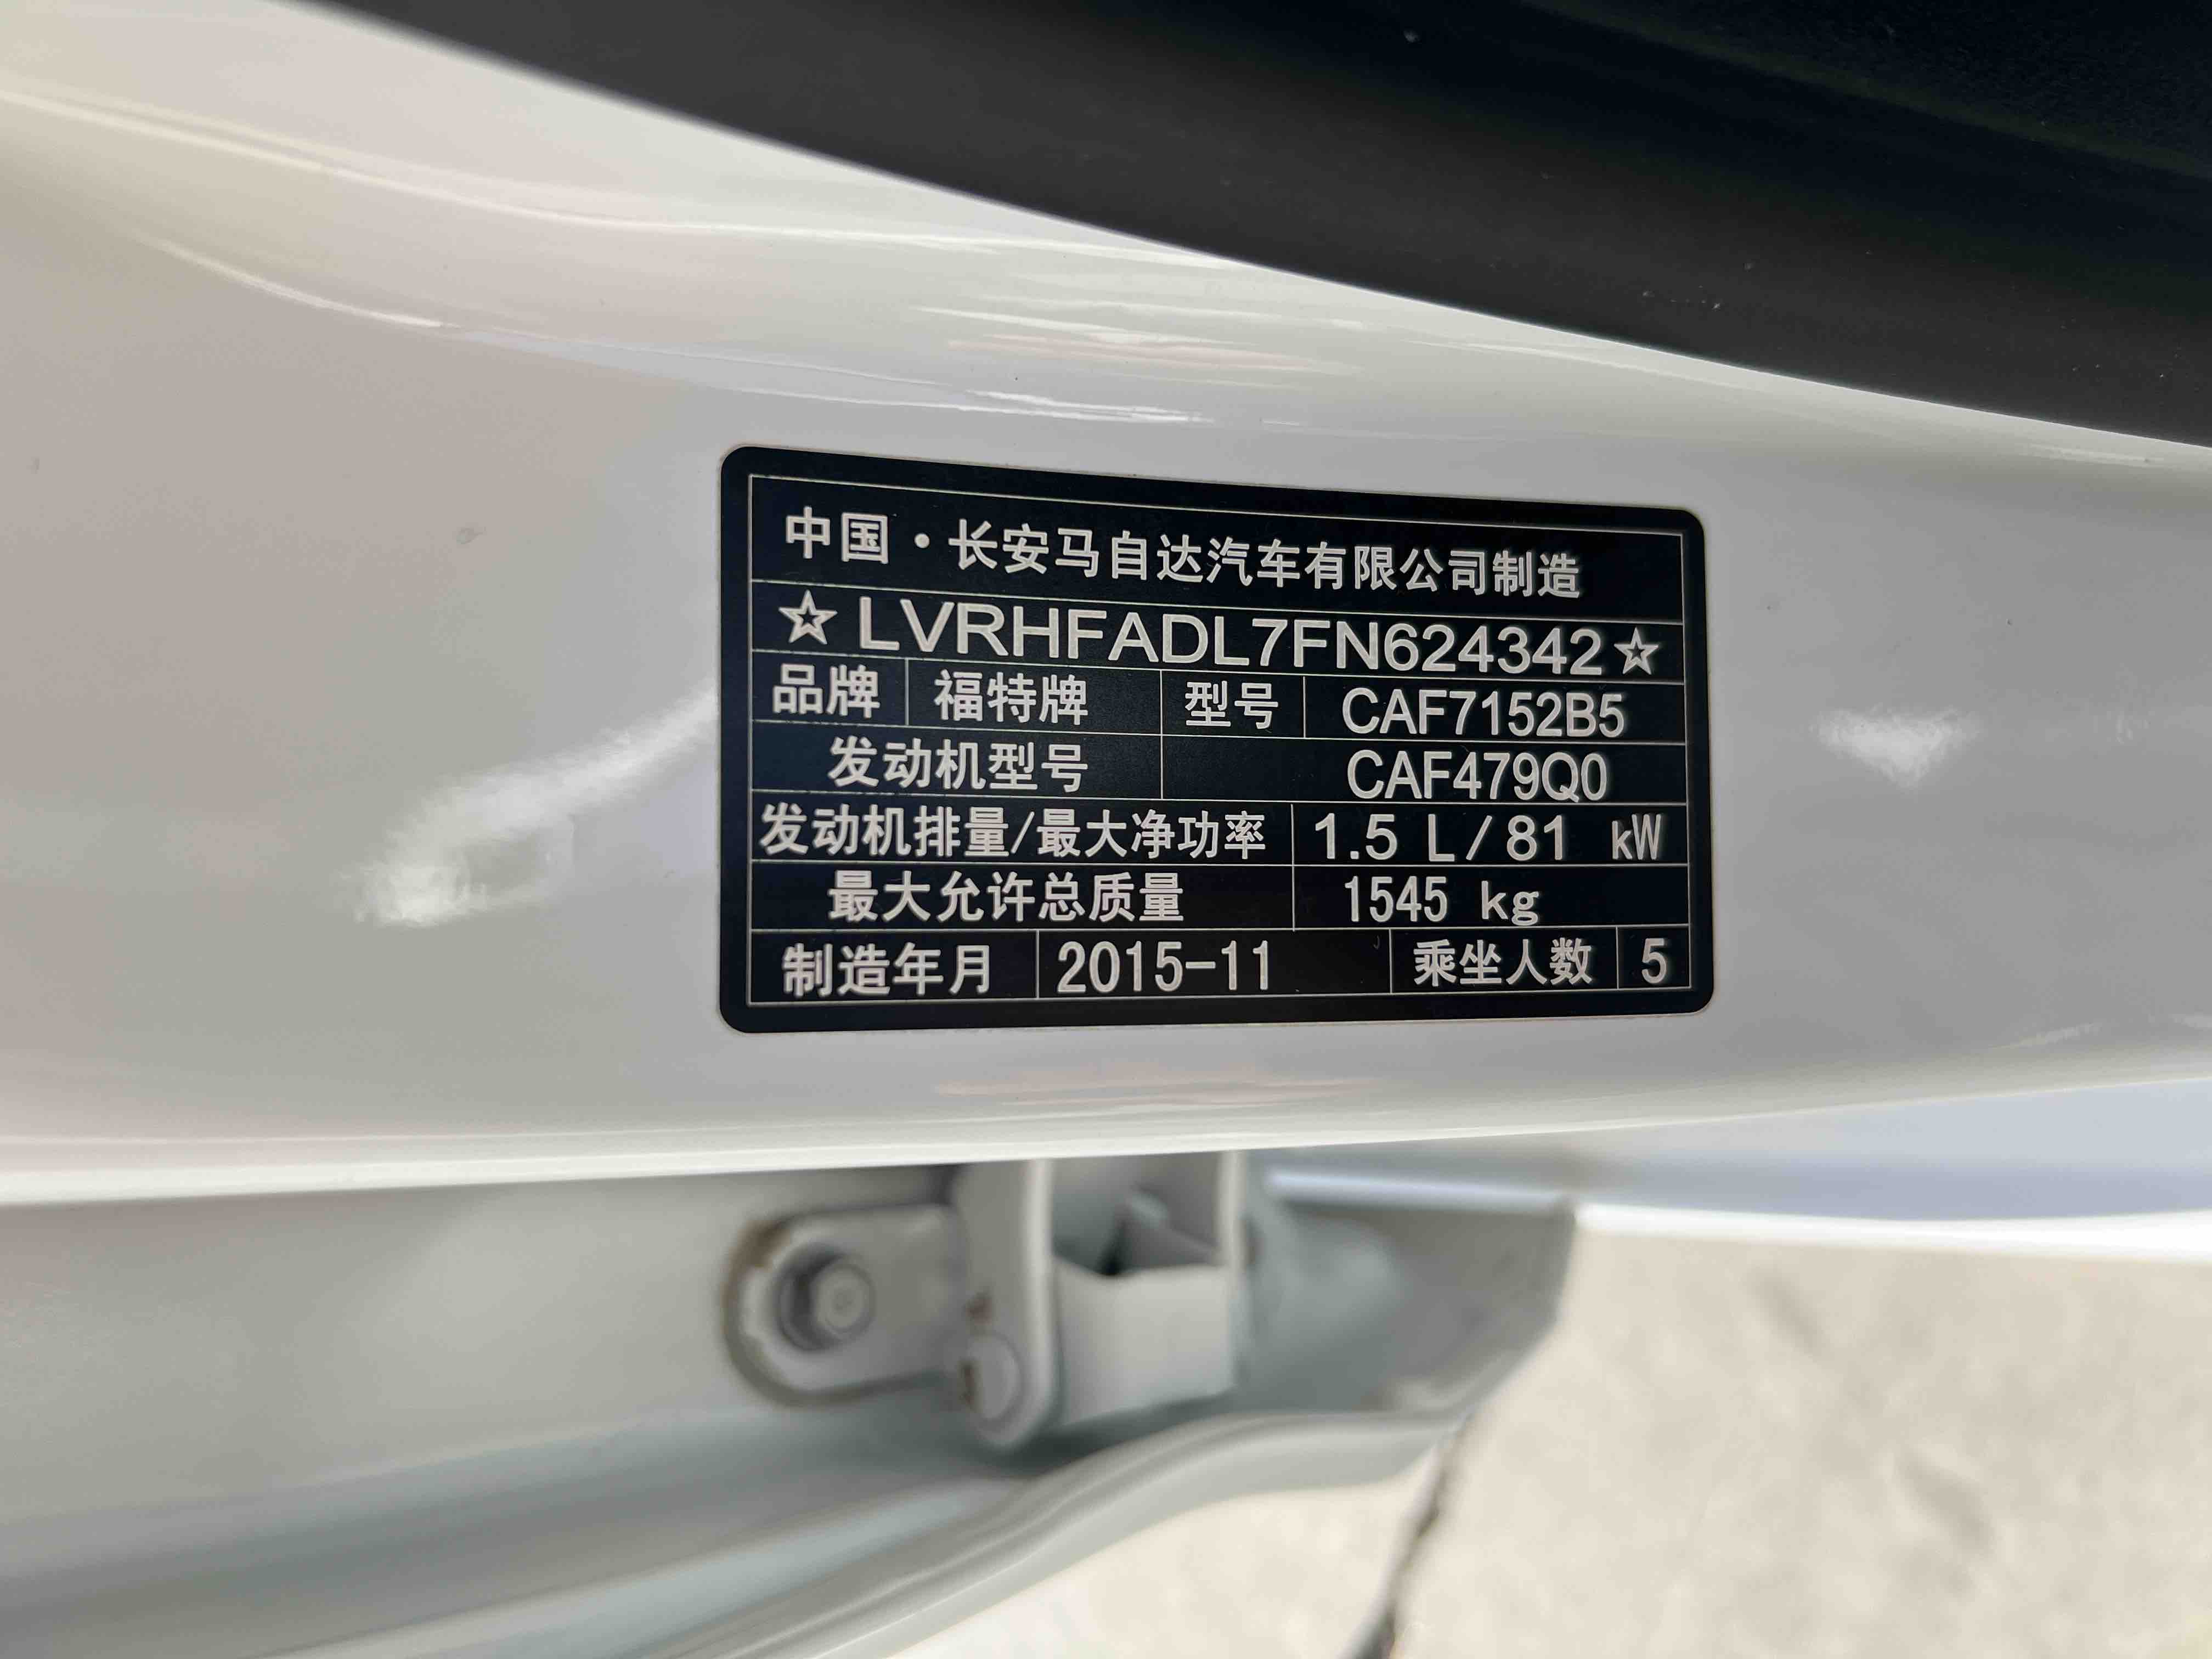 中国·长安马自达汽车有限公司制造
☆LVRHFADL7FN624342☆
品牌 福特牌 型号 CAF7152B5
发动机型号 CAF479Q0
发动机排量/最大净功率 1.5 L/81 kW
最大允许总质量 1545 kg
制造年月 2015-11 乘坐人数 5